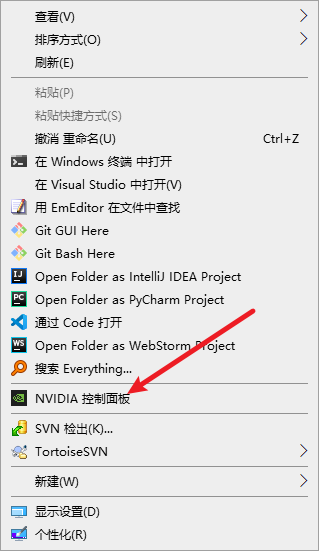 查看(V)
排序方式(O)
刷新(E)
粘贴(P)
粘贴快捷方式(S)
撤消 重命名(U) Ctrl+Z
在 Windows 终端 中打开
在 Visual Studio 中打开(V)
用 EmEditor 在文件中查找
Git GUI Here
Git Bash Here
Open Folder as IntelliJ IDEA Project
Open Folder as PyCharm Project
通过 Code 打开
Open Folder as WebStorm Project
搜索 Everything...
NVIDIA 控制面板
SVN 检出(K)...
TortoiseSVN
新建(W)
显示设置(D)
个性化(R)